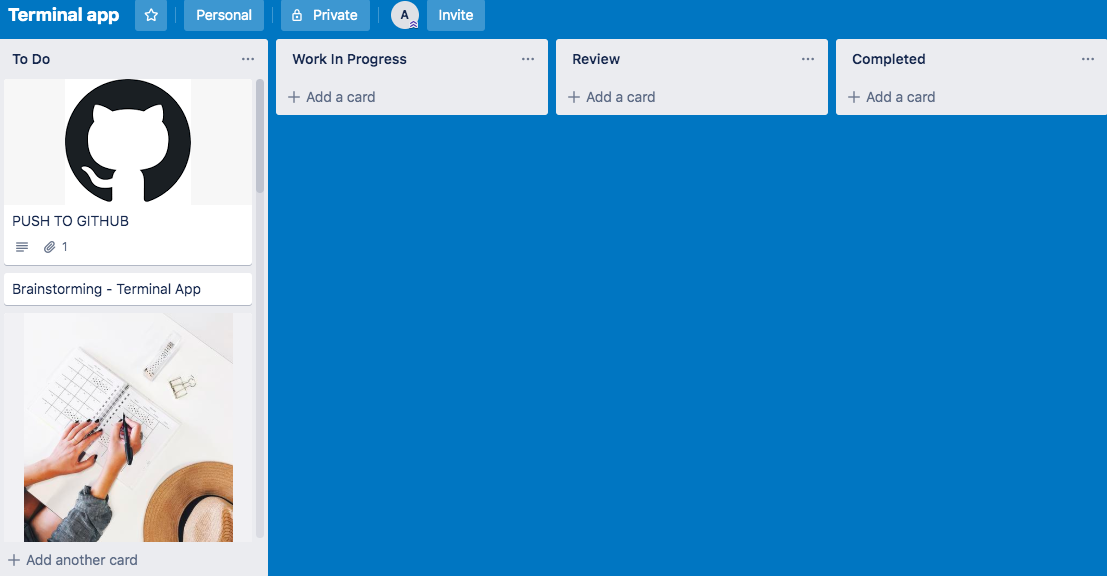 Terminal app
Personal
Private
A
Invite
To Do
Work In Progress
Review
Completed
Add a card
Add a card
Add a card
PUSH TO GITHUB
1
Brainstorming - Terminal App
Add another card